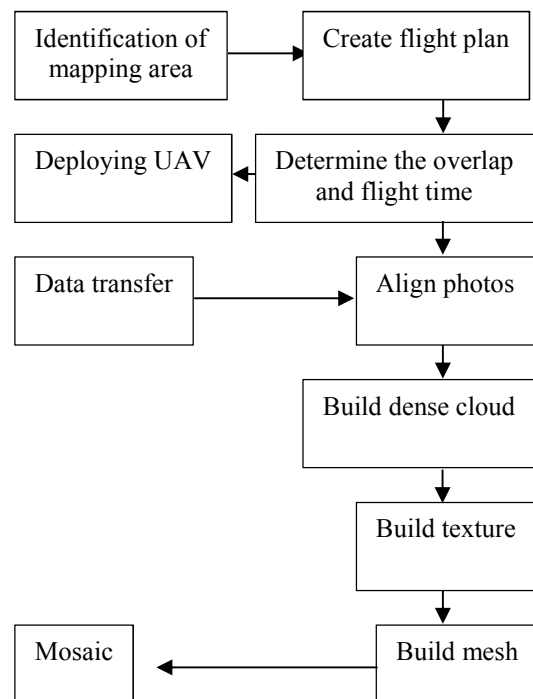 Identification of
mapping area
Create flight plan
Deploying UAV
Determine the overlap
and flight time
Data transfer
Align photos
Build dense cloud
Build texture
Mosaic
Build mesh